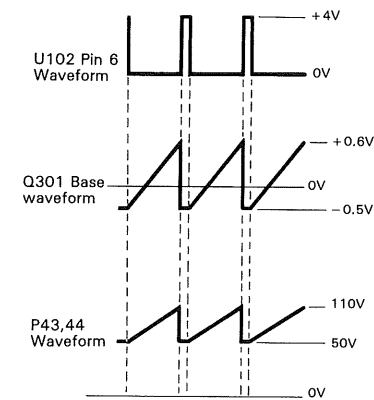 +4V
U102 Pin 6
Waveform
0V
+0.6V
Q301 Base
waveform
0V
-0.5V
110V
P43,44
Waveform
50V
0V